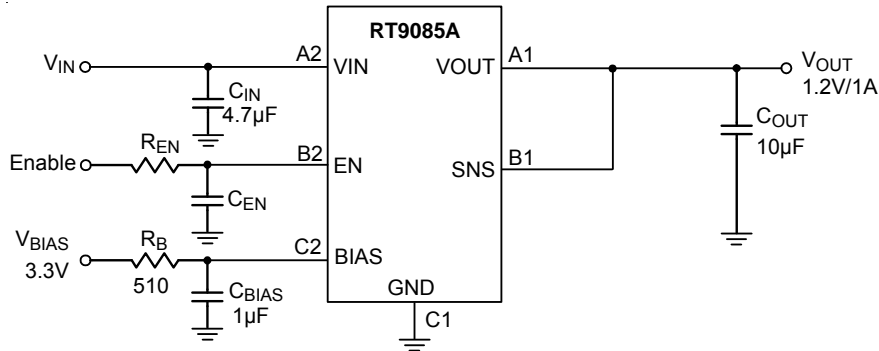 RT9085A
VIN
A2
VIN
VOUT
A1
VOUT
1.2V/1A
CIN
4.7µF
COUT
10µF
REN
Enable
B2
EN
SNS
B1
CEN
VBIAS
3.3V
RB
510
C2
BIAS
CBIAS
1µF
GND
C1